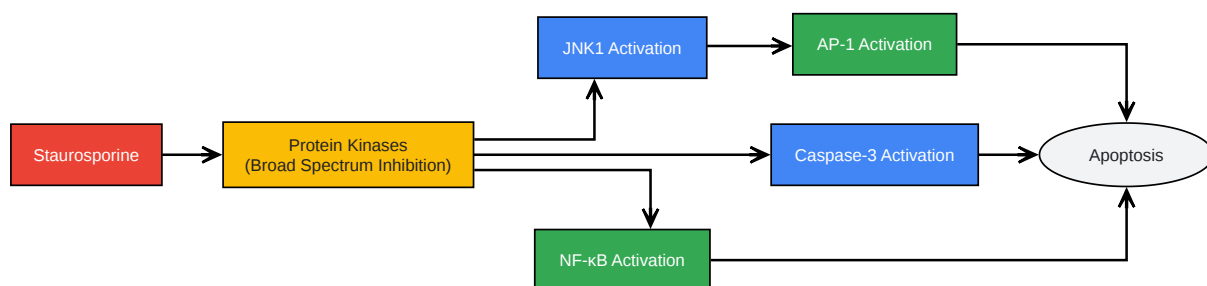 JNK1 Activation
AP-1 Activation
Staurosporine
Protein Kinases
(Broad Spectrum Inhibition)
Caspase-3 Activation
Apoptosis
NF-κB Activation